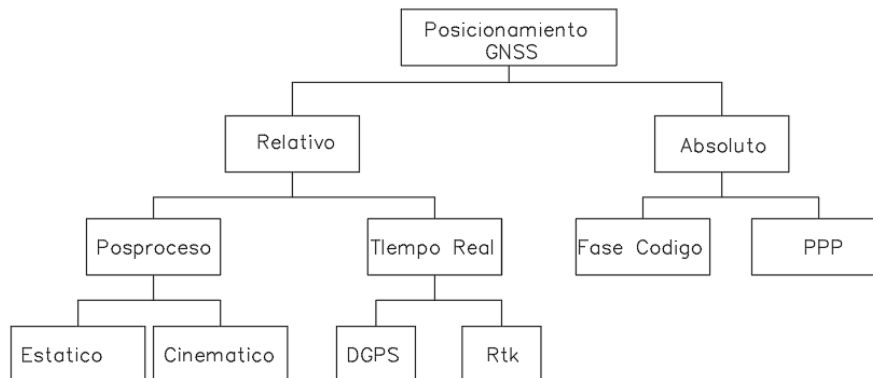 Posicionamiento
GNSS
Relativo
Absoluto
Posproceso
TIempo Real
Fase Codigo
PPP
Estatico
Cinematico
DGPS
Rtk